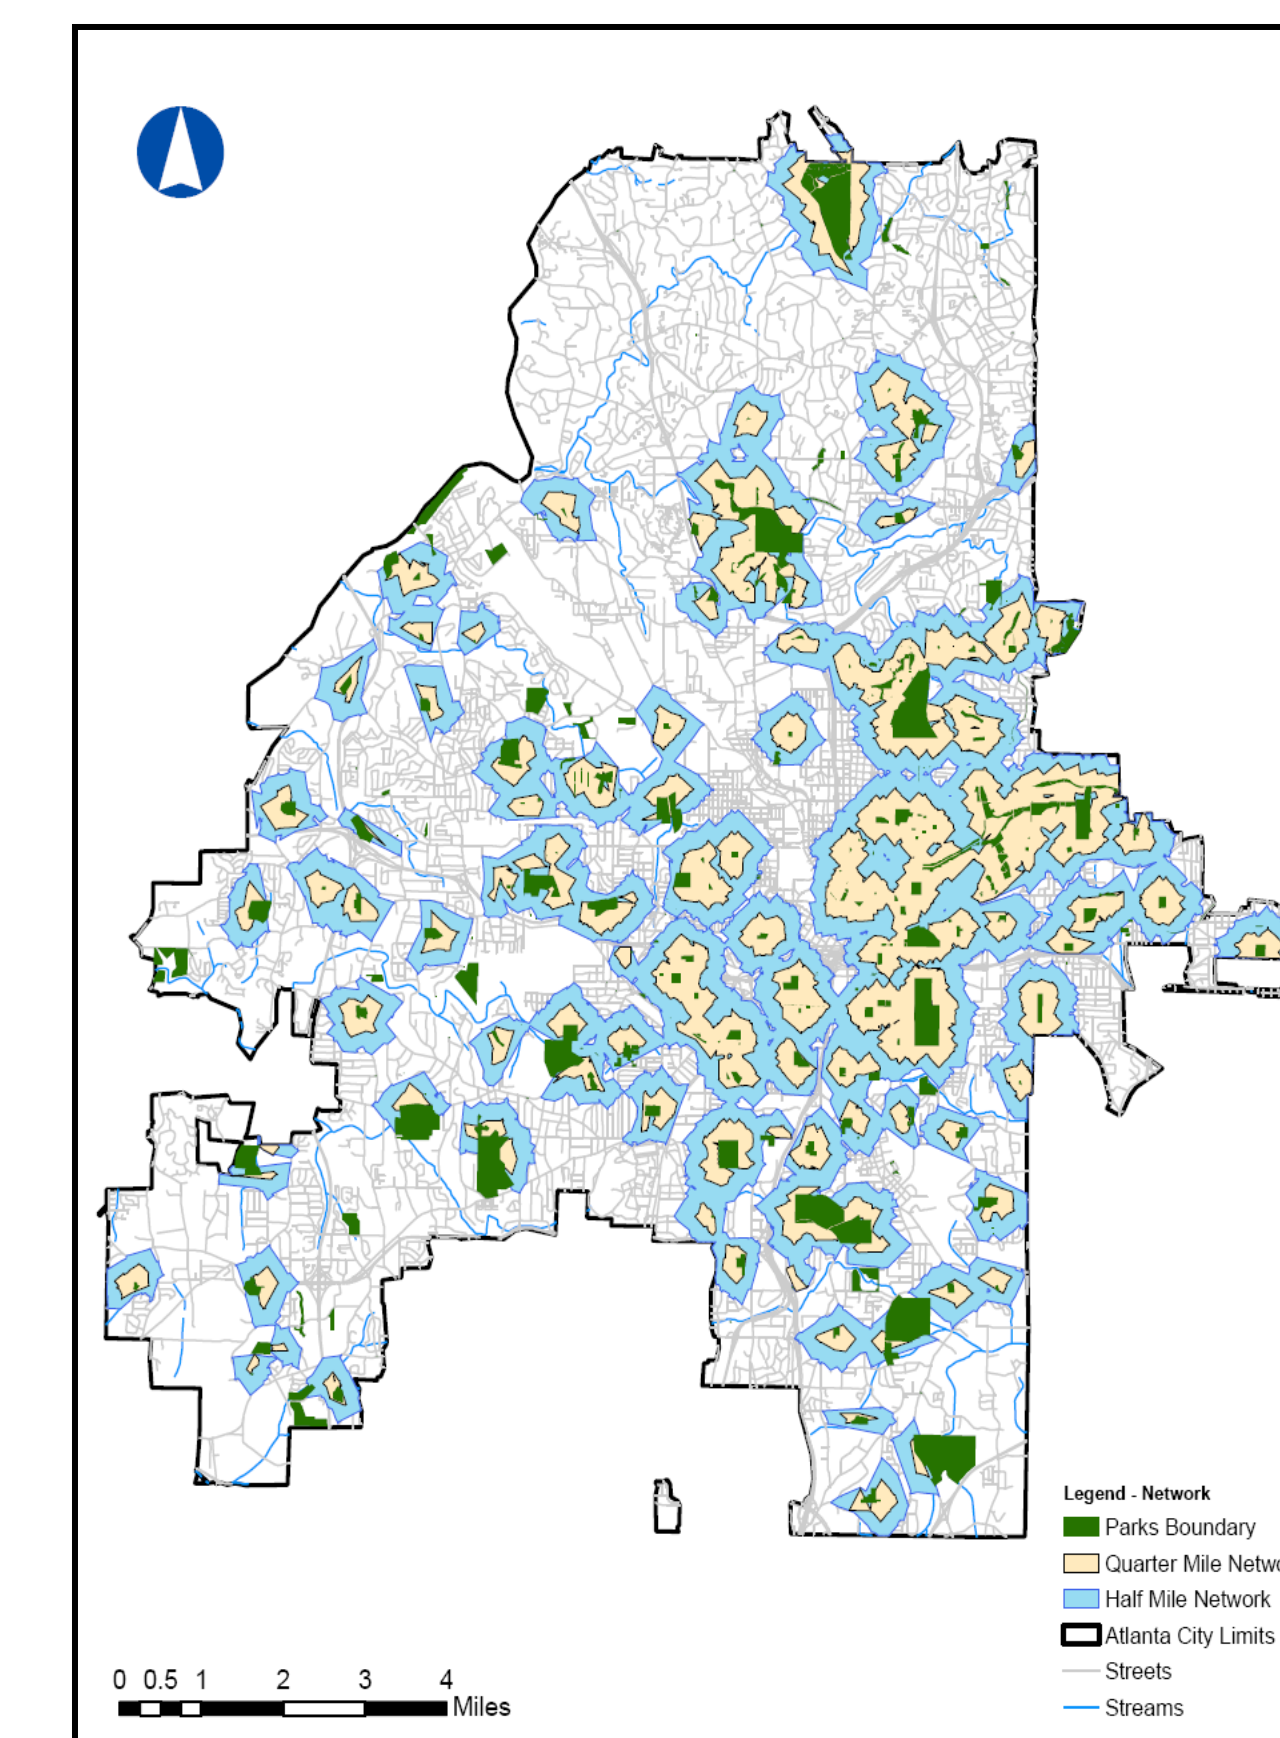 Legend - Network
Parks Boundary
Quarter Mile Netwo
Half Mile Network
Atlanta City Limits
Streets
Streams
0 0.5 1 2 3 4
Miles